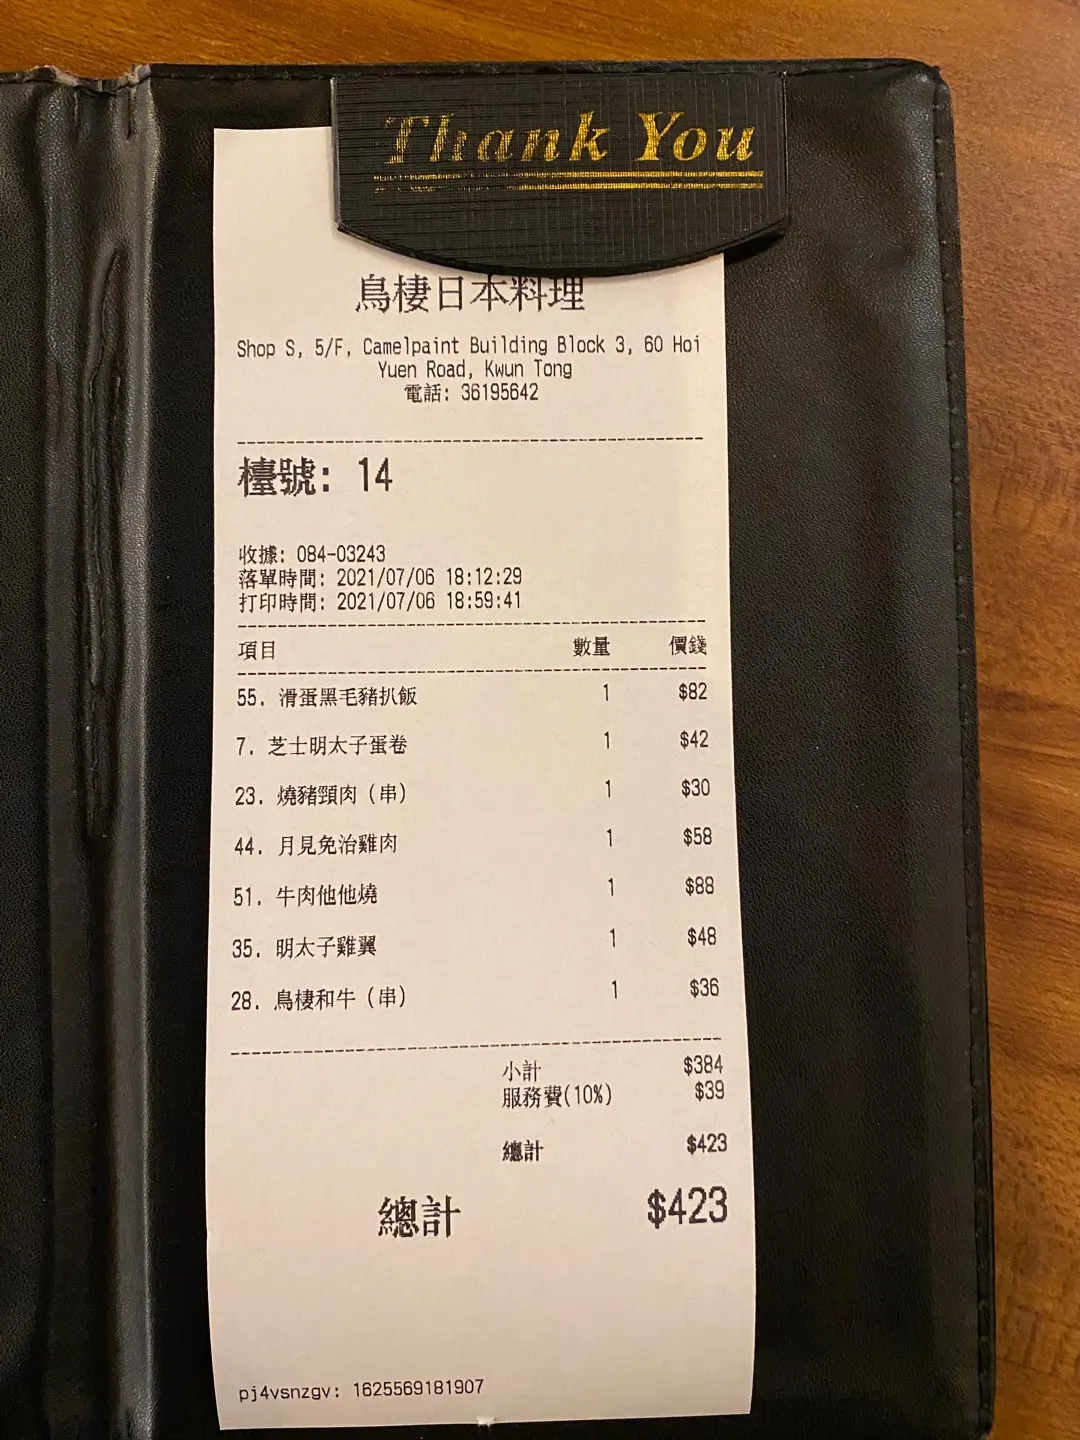 Thank You
鳥棲日本料理
Shop S, 5/F, Camelpaint Building Block 3, 60 Hoi
Yuen Road, Kwun Tong
電話: 36195642
檯號: 14
收據: 084-03243
落單時間: 2021/07/06 18:12:29
打印時間: 2021/07/06 18:59:41
項目 數量 價錢
55. 滑蛋黑毛豬扒飯 1 $82
7. 芝士明太子蛋卷 1 $42
23. 燒豬頸肉 (串) 1 $30
44. 月見免治雞肉 1 $58
51. 牛肉他他燒 1 $88
35. 明太子雞翼 1 $48
28. 鳥棲和牛 (串) 1 $36
小計 $384
服務費(10%) $39
總計 $423
總計 $423
pj4vsnzgv: 1625569181907